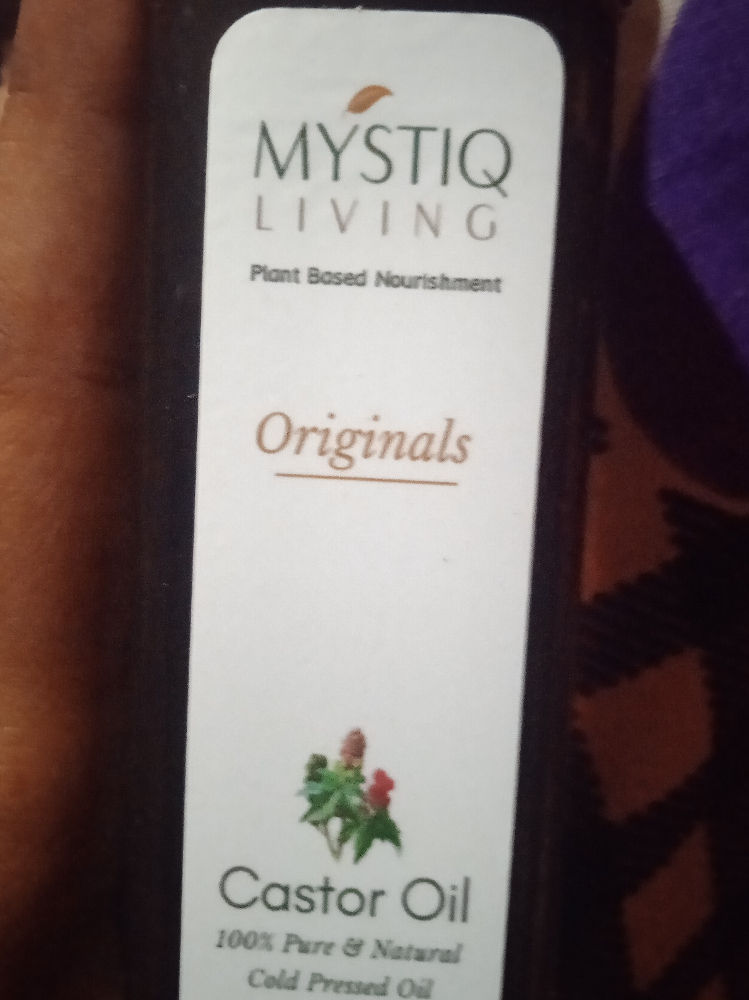 MYSTIQ
LIVING
Plant Based Nourishment
Originals
Castor Oil
100% Pure & Natural
Cold Pressed Oil